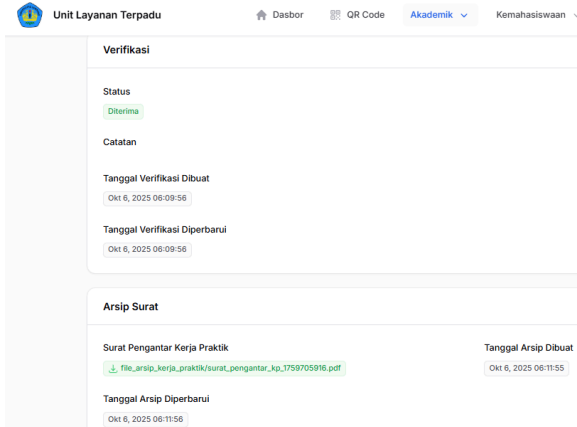 Unit Layanan Terpadu
Dasbor
QR Code
Akademik
Kemahasiswaan
Verifikasi
Status
Diterima
Catatan
Tanggal Verifikasi Dibuat
Okt 6, 2025 06:09:56
Tanggal Verifikasi Diperbarui
Okt 6, 2025 06:09:56
Arsip Surat
Surat Pengantar Kerja Praktik
file_arsip_kerja_praktik/surat_pengantar_kp_1759705916.pdf
Tanggal Arsip Dibuat
Okt 6, 2025 06:11:55
Tanggal Arsip Diperbarui
Okt 6, 2025 06:11:56